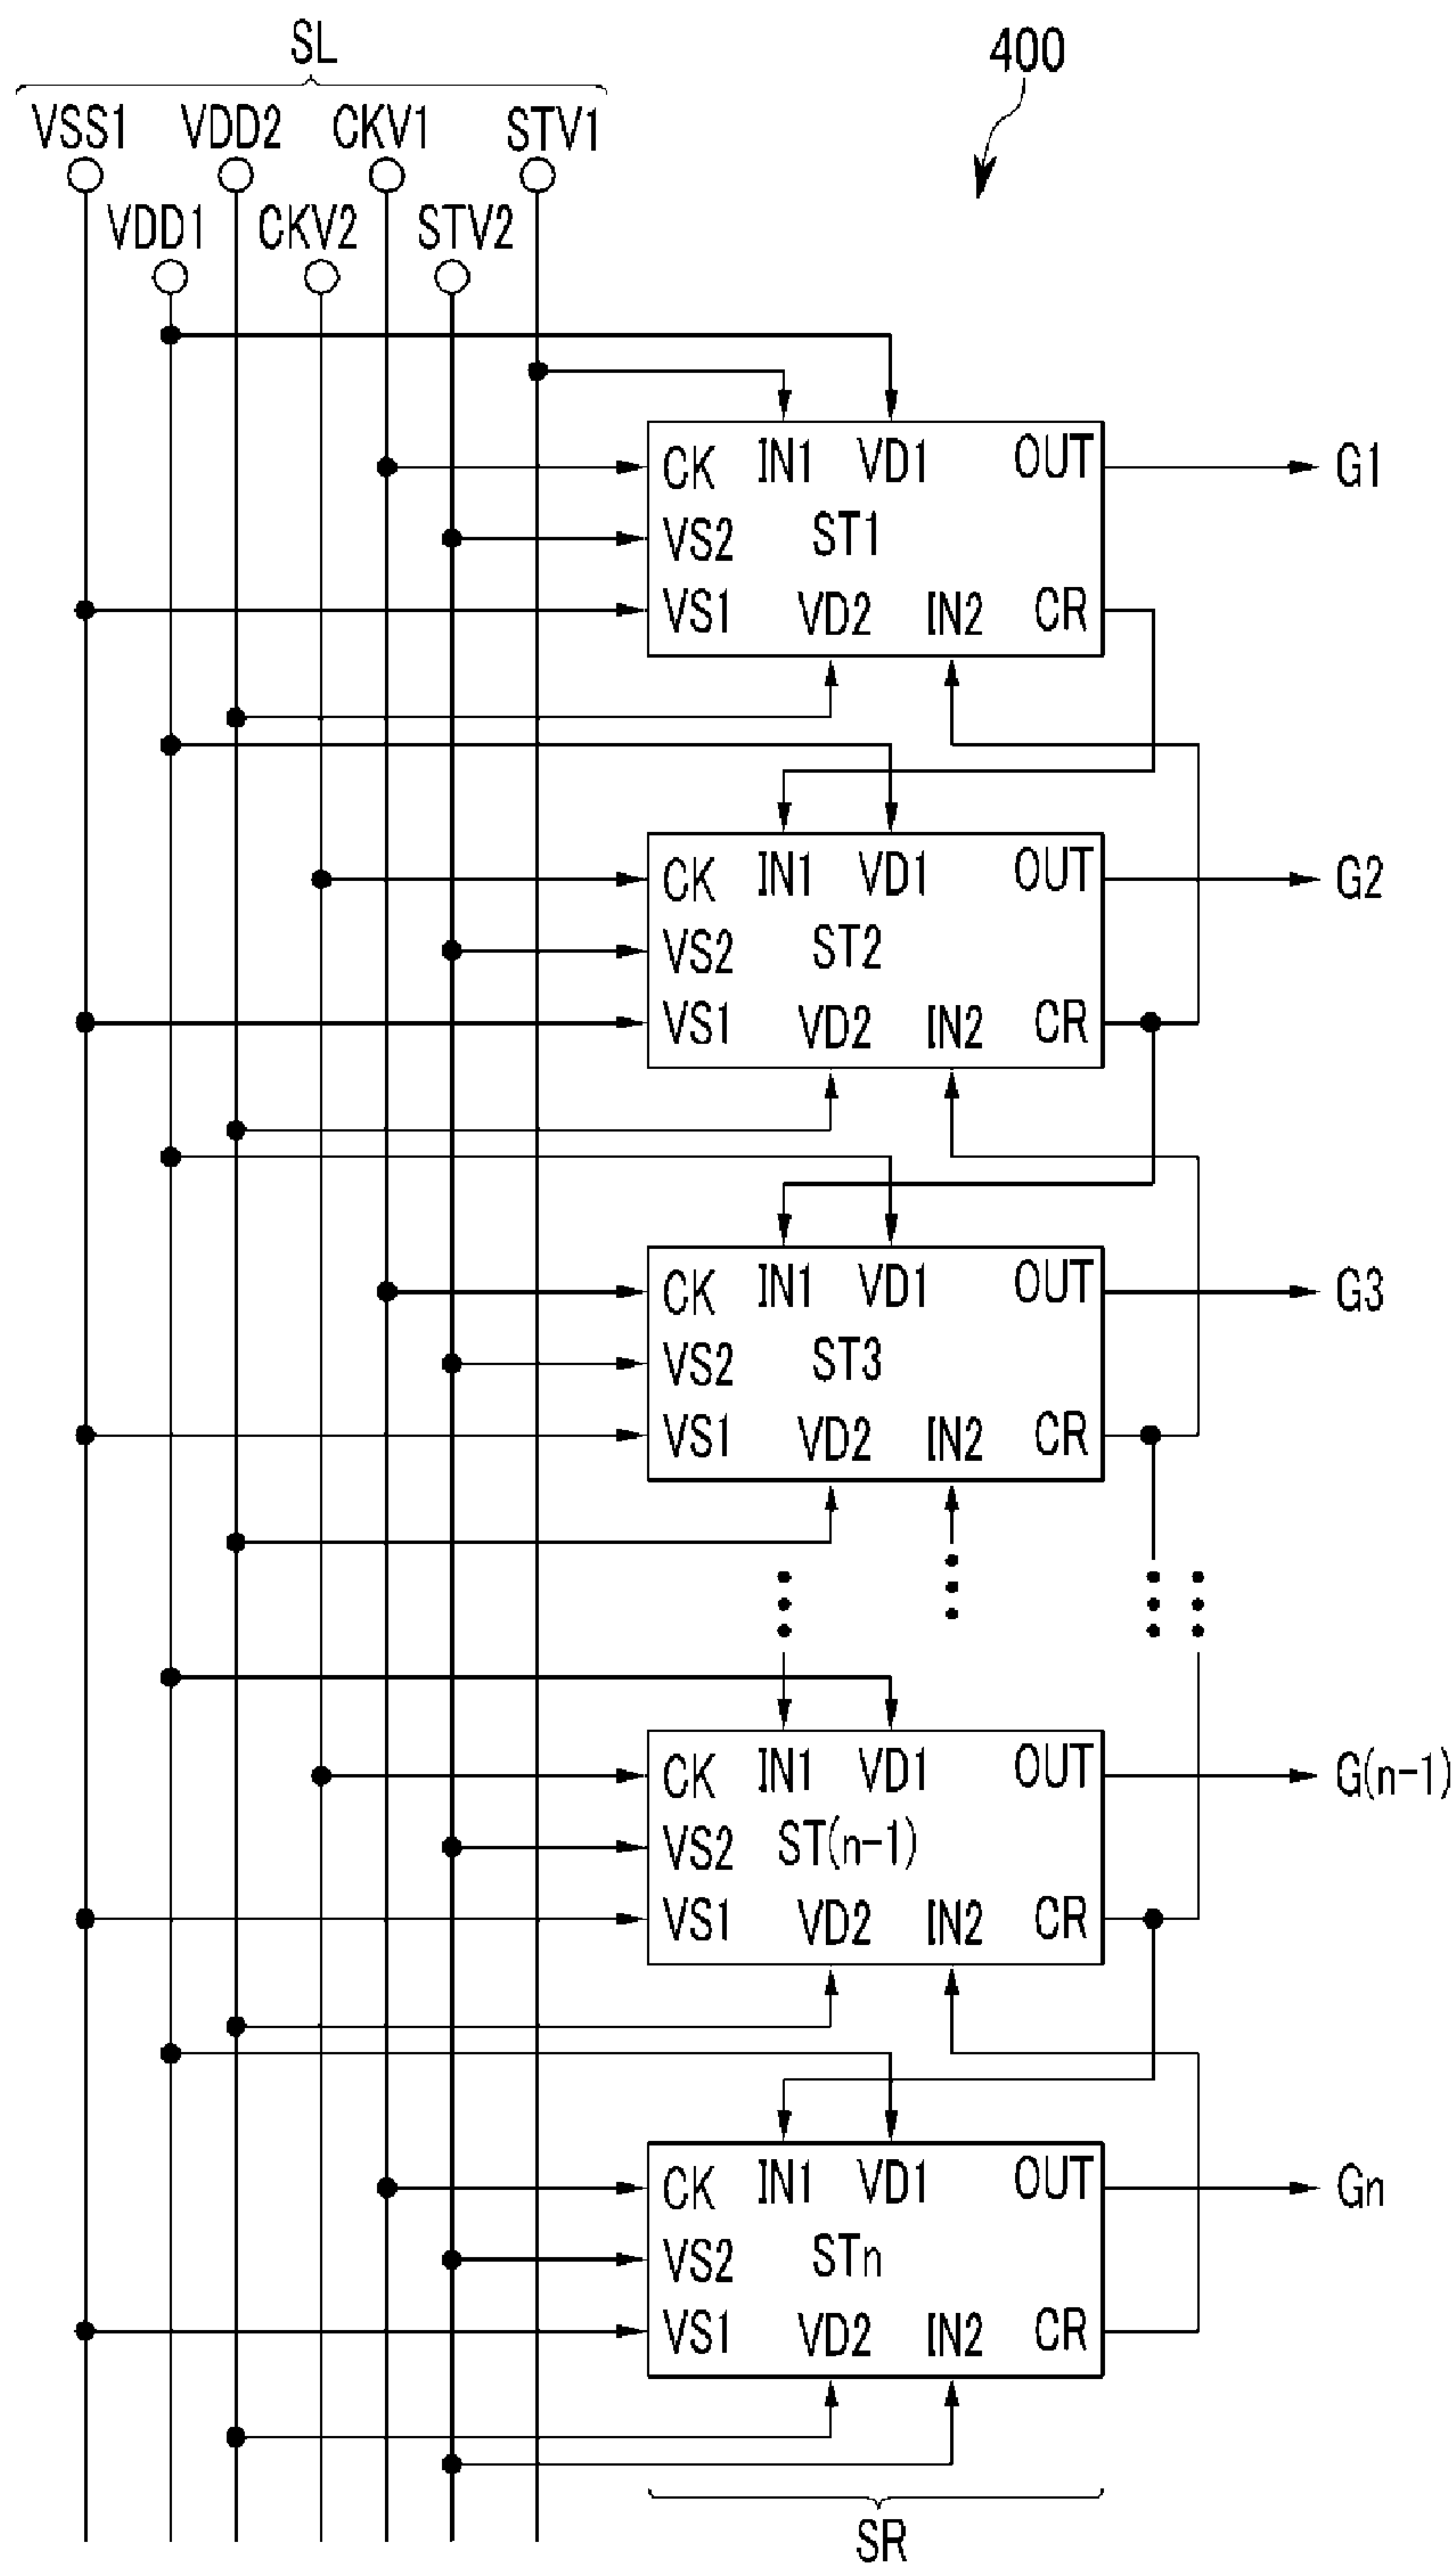 SL
400
VSS1 VDD2 CKV1 STV1
VDD1 CKV2 STV2
CK IN1 VD1 OUT G1
VS2 ST1
VS1 VD2 IN2 CR
CK IN1 VD1 OUT G2
VS2 ST2
VS1 VD2 IN2 CR
CK IN1 VD1 OUT G3
VS2 ST3
VS1 VD2 IN2 CR
CK IN1 VD1 OUT G(n-1)
VS2 ST(n-1)
VS1 VD2 IN2 CR
CK IN1 VD1 OUT Gn
VS2 STn
VS1 VD2 IN2 CR
SR